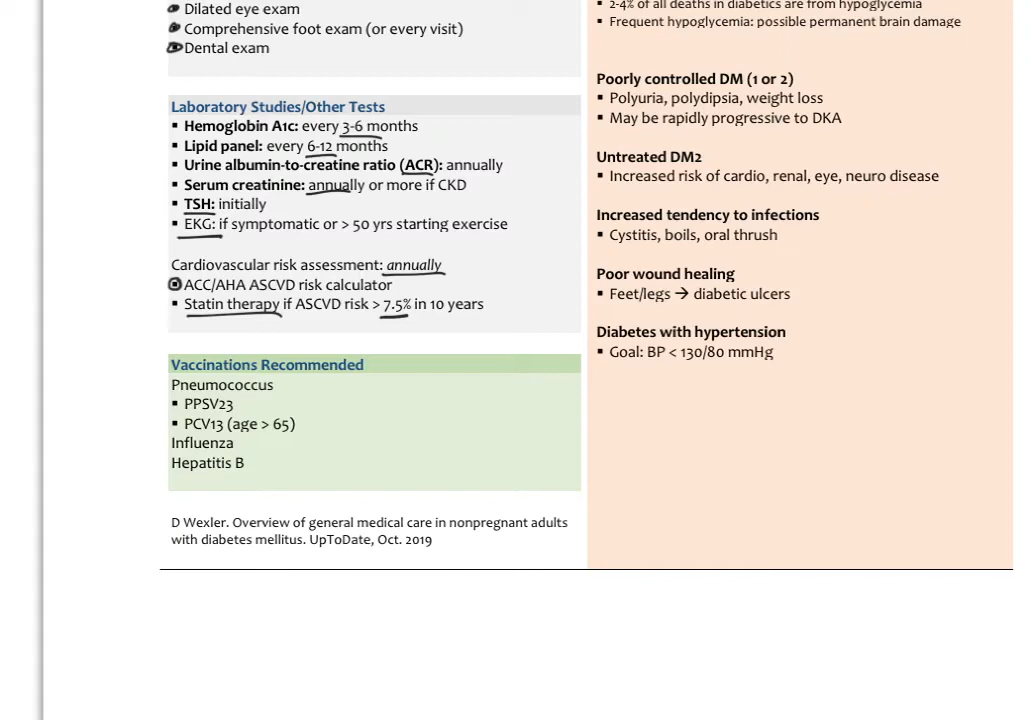 Dilated eye exam
Comprehensive foot exam (or every visit)
Dental exam
Laboratory Studies/Other Tests
▪ Hemoglobin A1c: every 3-6 months
▪ Lipid panel: every 6-12 months
▪ Urine albumin-to-creatine ratio (ACR): annually
▪ Serum creatinine: annually or more if CKD
▪ TSH: initially
▪ EKG: if symptomatic or > 50 yrs starting exercise
Cardiovascular risk assessment: annually
ACC/AHA ASCVD risk calculator
▪ Statin therapy if ASCVD risk > 7.5% in 10 years
Vaccinations Recommended
Pneumococcus
▪ PPSV23
▪ PCV13 (age > 65)
Influenza
Hepatitis B
D Wexler. Overview of general medical care in nonpregnant adults
with diabetes mellitus. UpToDate, Oct. 2019
▪ 2-4% of all deaths in diabetics are from hypoglycemia
▪ Frequent hypoglycemia: possible permanent brain damage
Poorly controlled DM (1 or 2)
▪ Polyuria, polydipsia, weight loss
▪ May be rapidly progressive to DKA
Untreated DM2
▪ Increased risk of cardio, renal, eye, neuro disease
Increased tendency to infections
▪ Cystitis, boils, oral thrush
Poor wound healing
▪ Feet/legs → diabetic ulcers
Diabetes with hypertension
▪ Goal: BP < 130/80 mmHg